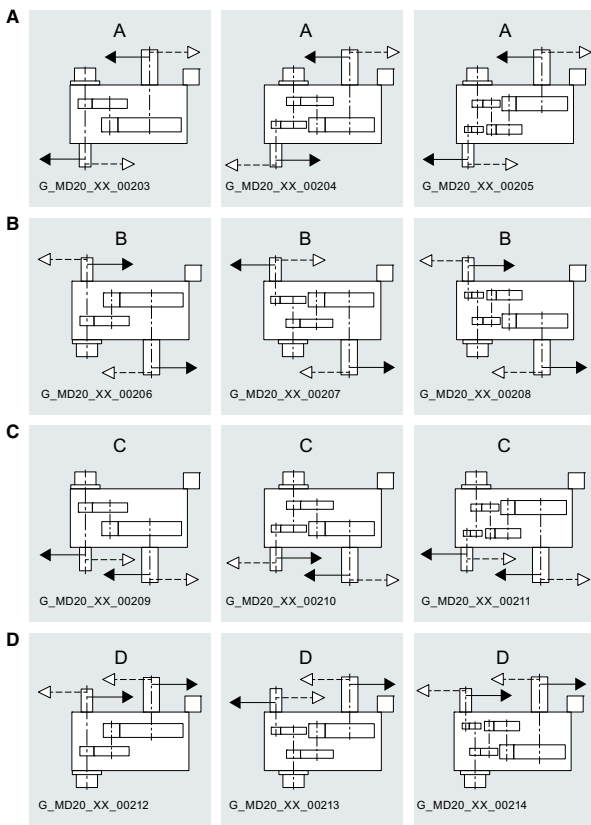 A
A A A
G_MD20_XX_00203 G_MD20_XX_00204 G_MD20_XX_00205
B
B B B
G_MD20_XX_00206 G_MD20_XX_00207 G_MD20_XX_00208
C
C C C
G_MD20_XX_00209 G_MD20_XX_00210 G_MD20_XX_00211
D
D D D
G_MD20_XX_00212 G_MD20_XX_00213 G_MD20_XX_00214